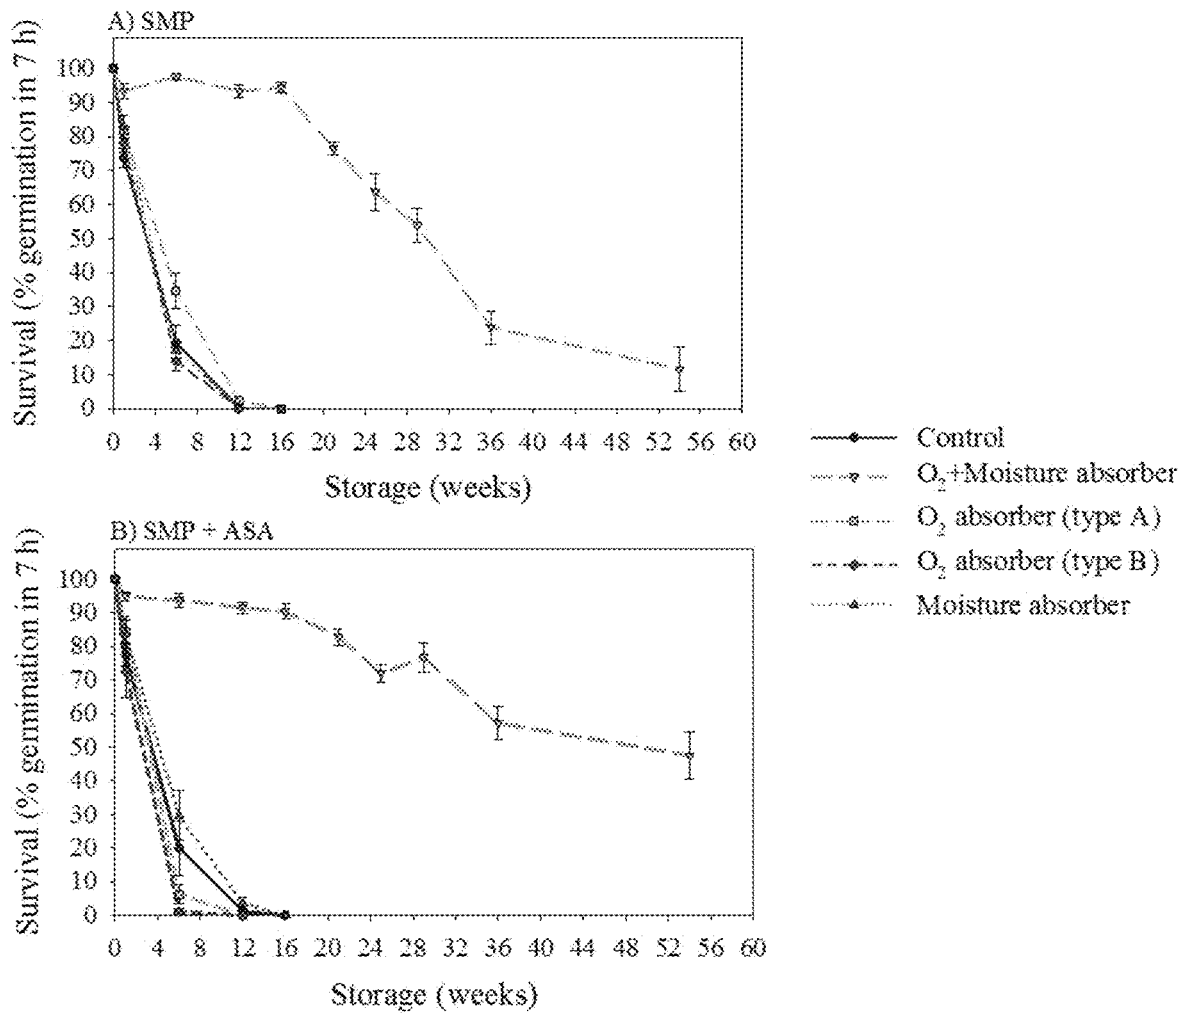 A) SMP
Survival (% germination in 7 h)
100
90
80
70
60
50
40
30
20
10
0
0 4 8 12 16 20 24 28 32 36 40 44 48 52 56 60
Storage (weeks)
Control
O₂+Moisture absorber
O₂ absorber (type A)
O₂ absorber (type B)
Moisture absorber
B) SMP + ASA
Survival (% germination in 7 h)
100
90
80
70
60
50
40
30
20
10
0
0 4 8 12 16 20 24 28 32 36 40 44 48 52 56 60
Storage (weeks)